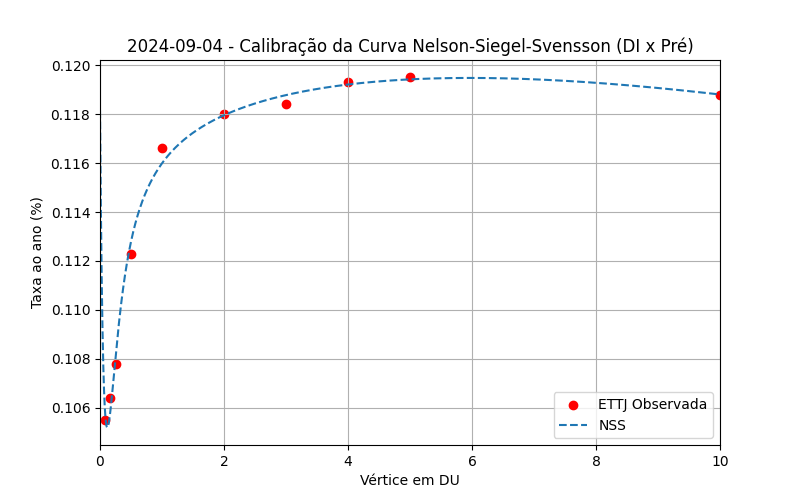 2024-09-04 - Calibração da Curva Nelson-Siegel-Svensson (DI x Pré)
0.120
0.118
0.116
0.114
0.112
0.110
0.108
0.106
Taxa ao ano (%)
0 2 4 6 8 10
Vértice em DU
ETTJ Observada
NSS